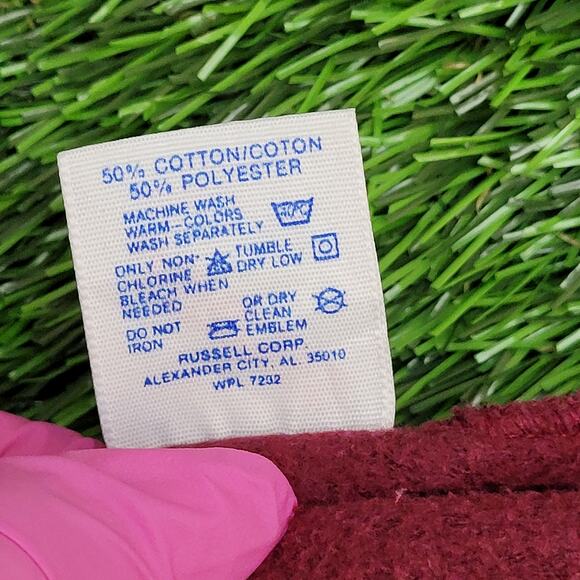 50% COTTON/COTON
50% POLYESTER
MACHINE WASH
WARM-COLORS
WASH SEPARATELY
ONLY NON-
CHLORINE
BLEACH WHEN
NEEDED
TUMBLE
DRY LOW
DO NOT
IRON
OR DRY
CLEAN
EMBLEM
RUSSELL CORP.
ALEXANDER CITY, AL. 35010
WPL 7232